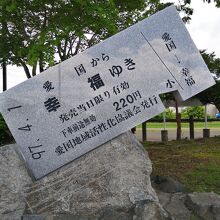 愛国から
幸福ゆき
発売当日限り有効
下車前途無効 220円
愛国地域活性化協議会発行
97.4.1
愛国-幸福
小